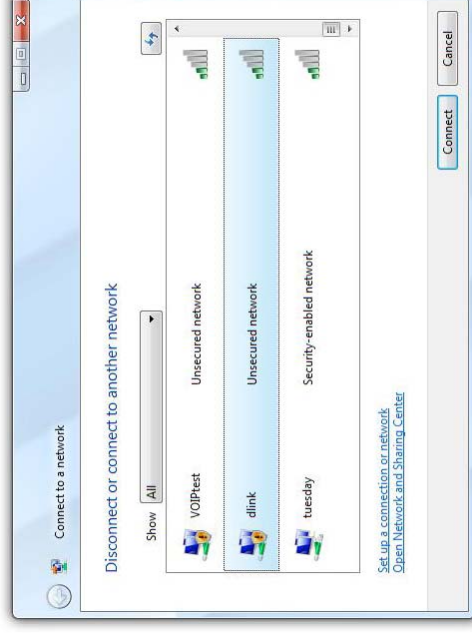 Connect to a network
Disconnect or connect to another network
Show All
VOIPtest Unsecured network
dlink Unsecured network
tuesday Security-enabled network
Set up a connection or network
Open Network and Sharing Center
Connect Cancel